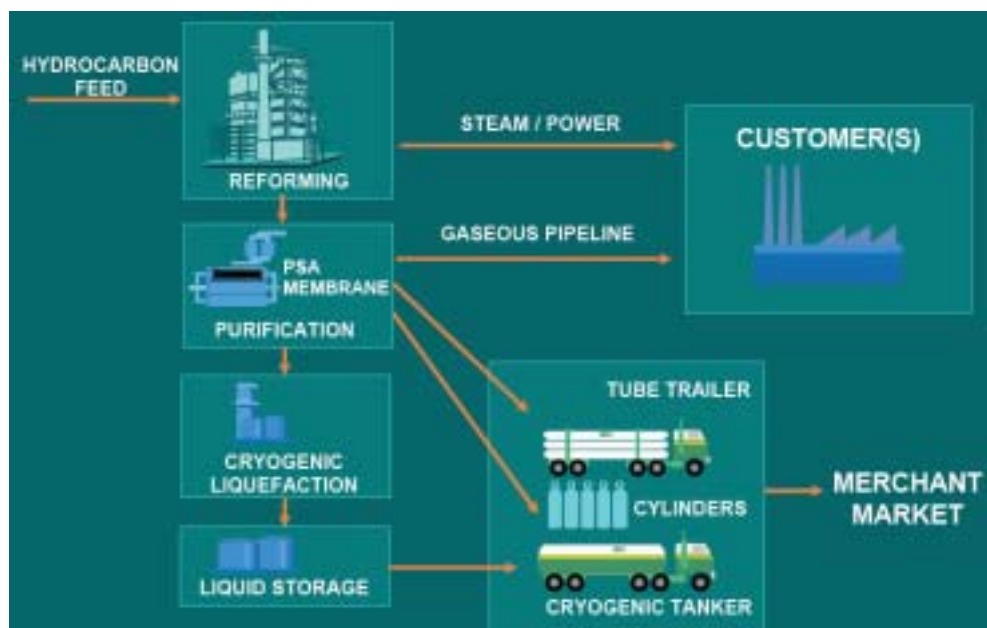 HYDROCARBON
FEED
REFORMING
STEAM / POWER
CUSTOMER(S)
GASEOUS PIPELINE
PSA
MEMBRANE
PURIFICATION
TUBE TRAILER
CRYOGENIC
LIQUEFACTION
CYLINDERS
MERCHANT
MARKET
LIQUID STORAGE
CRYOGENIC TANKER